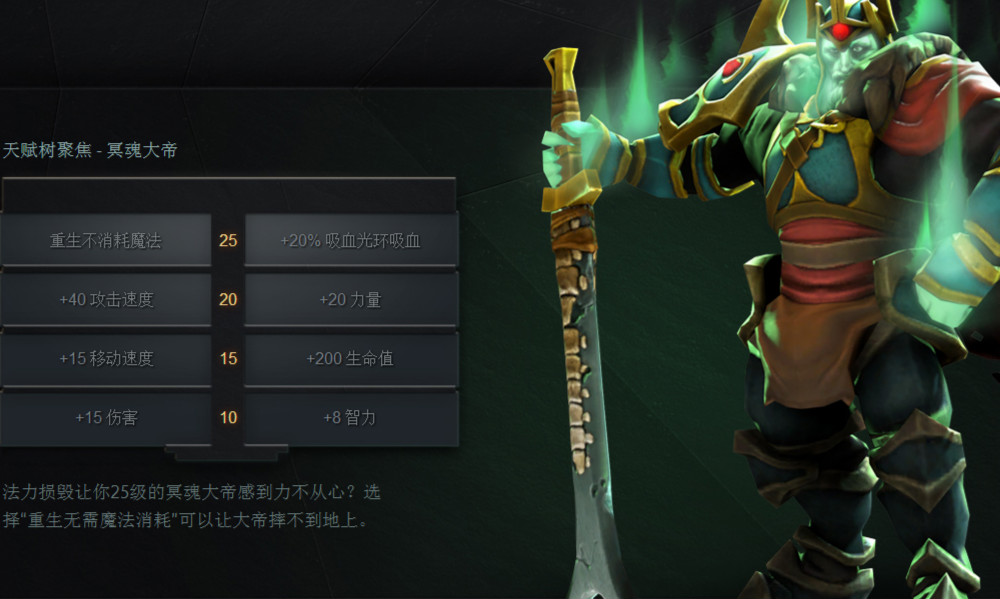 天赋树聚焦 - 冥魂大帝
重生不消耗魔法 25 +20% 吸血光环吸血
+40 攻击速度 20 +20 力量
+15 移动速度 15 +200 生命值
+15 伤害 10 +8 智力
法力损毁让你25级的冥魂大帝感到力不从心？选
择“重生无需魔法消耗”可以让大帝摔不到地上。